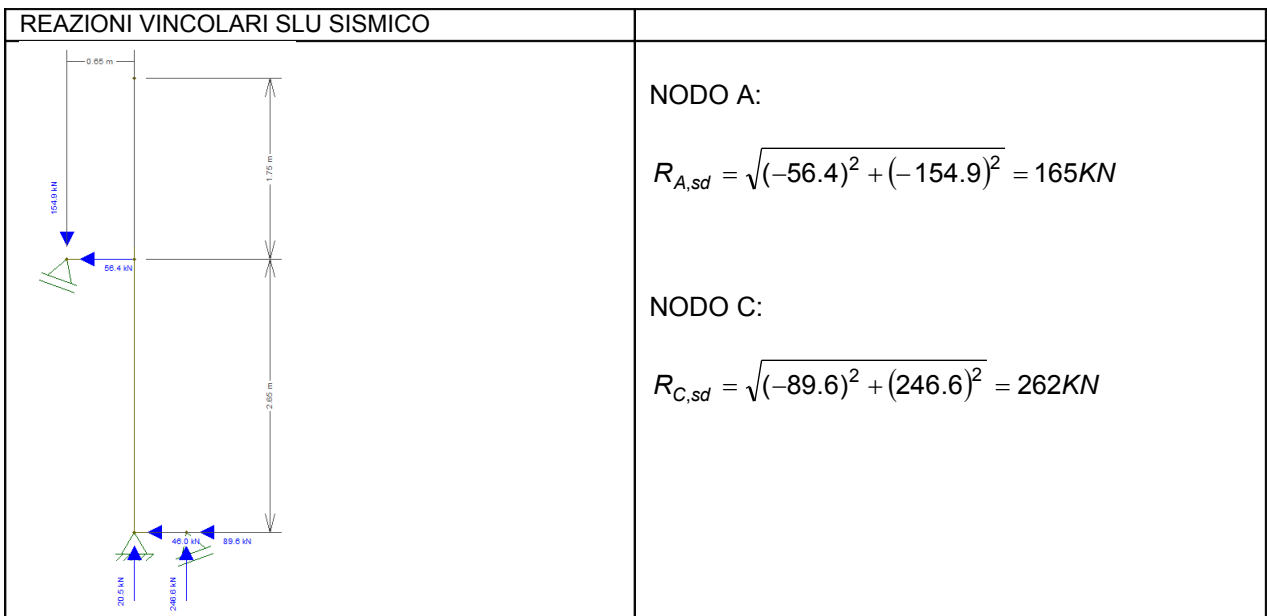 REAZIONI VINCOLARI SLU SISMICO
0.65 m
1.75 m
154.9 kN
56.4 kN
2.65 m
46.0 kN
89.6 kN
20.5 kN
246.6 kN
NODO A:
R_{A,sd} = √((−56.4)² + (−154.9)²) = 165KN
NODO C:
R_{C,sd} = √((−89.6)² + (246.6)²) = 262KN